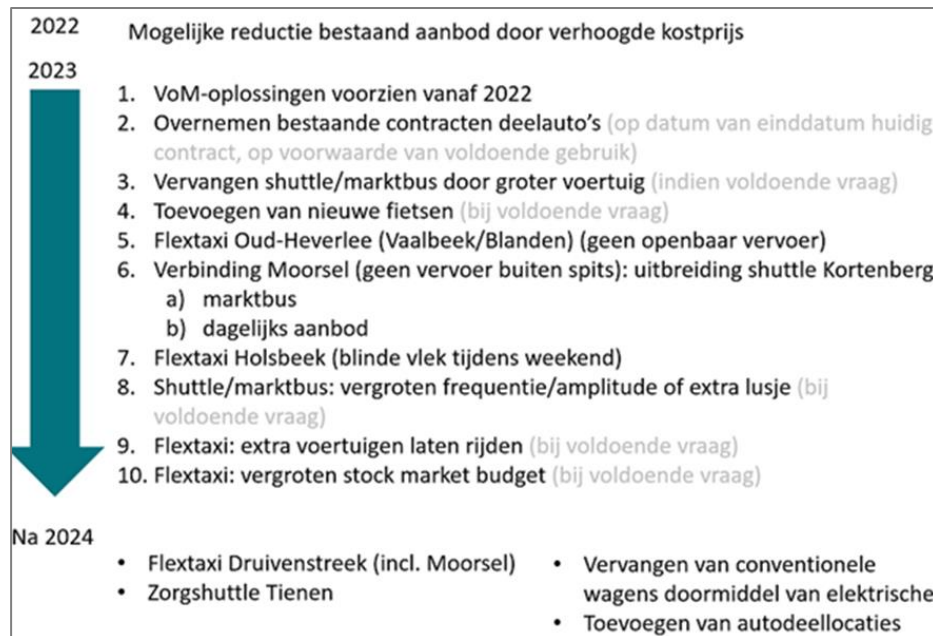 2022
Mogelijke reductie bestaand aanbod door verhoogde kostprijs
2023
1. VoM-oplossingen voorzien vanaf 2022
2. Overnemen bestaande contracten deelauto's (op datum van einddatum huidig
contract, op voorwaarde van voldoende gebruik)
3. Vervangen shuttle/marktbus door groter voertuig (indien voldoende vraag)
4. Toevoegen van nieuwe fietsen (bij voldoende vraag)
5. Flextaxi Oud-Heverlee (Vaalbeek/Blanden) (geen openbaar vervoer)
6. Verbinding Moorsel (geen vervoer buiten spits): uitbreiding shuttle Kortenberg
a) marktbus
b) dagelijks aanbod
7. Flextaxi Holsbeek (blinde vlek tijdens weekend)
8. Shuttle/marktbus: vergroten frequentie/amplitude of extra lusje (bij
voldoende vraag)
9. Flextaxi: extra voertuigen laten rijden (bij voldoende vraag)
10. Flextaxi: vergroten stock market budget (bij voldoende vraag)
Na 2024
• Flextaxi Druivenstreek (incl. Moorsel)
• Zorgshuttle Tienen
• Vervangen van conventionele
wagens doormiddel van elektrische
• Toevoegen van autodeellocaties